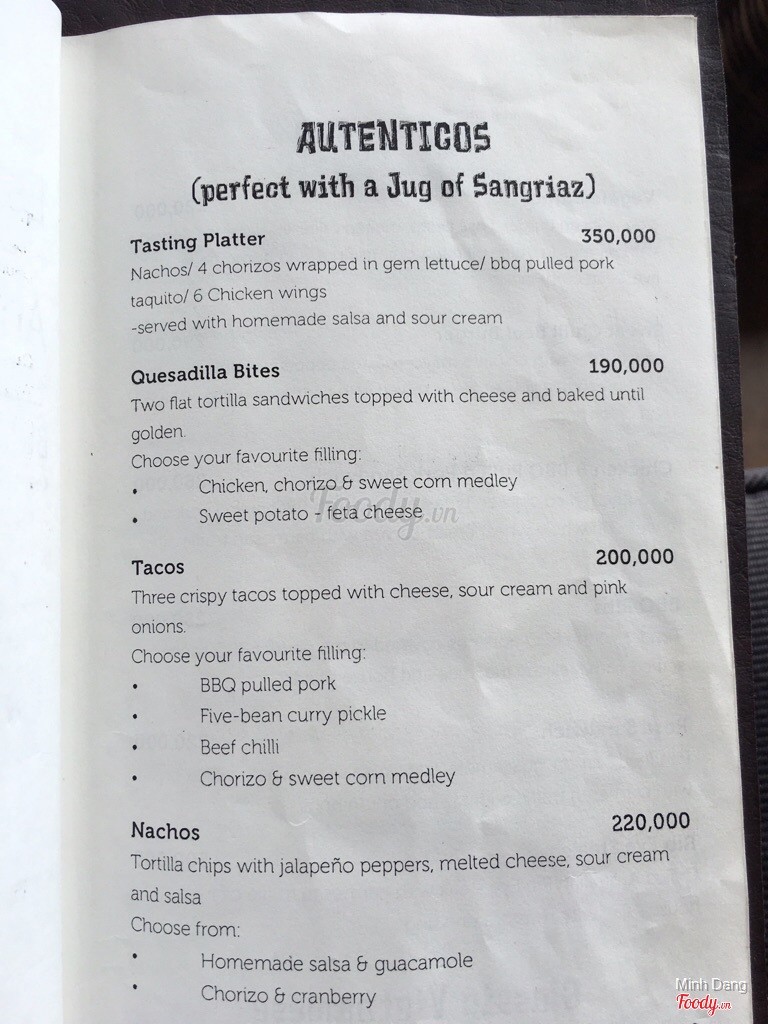 AUTENTICOS
(perfect with a Jug of Sangriaz)
Tasting Platter 350,000
Nachos/ 4 chorizos wrapped in gem lettuce/ bbq pulled pork
taquito/ 6 Chicken wings
-served with homemade salsa and sour cream
Quesadilla Bites 190,000
Two flat tortilla sandwiches topped with cheese and baked until
golden.
Choose your favourite filling:
• Chicken, chorizo & sweet corn medley
• Sweet potato - feta cheese
Foody.vn
Tacos 200,000
Three crispy tacos topped with cheese, sour cream and pink
onions.
Choose your favourite filling:
• BBQ pulled pork
• Five-bean curry pickle
• Beef chilli
• Chorizo & sweet corn medley
Nachos 220,000
Tortilla chips with jalapeño peppers, melted cheese, sour cream
and salsa
Choose from:
• Homemade salsa & guacamole
• Chorizo & cranberry
Minh Dang
Foody.vn